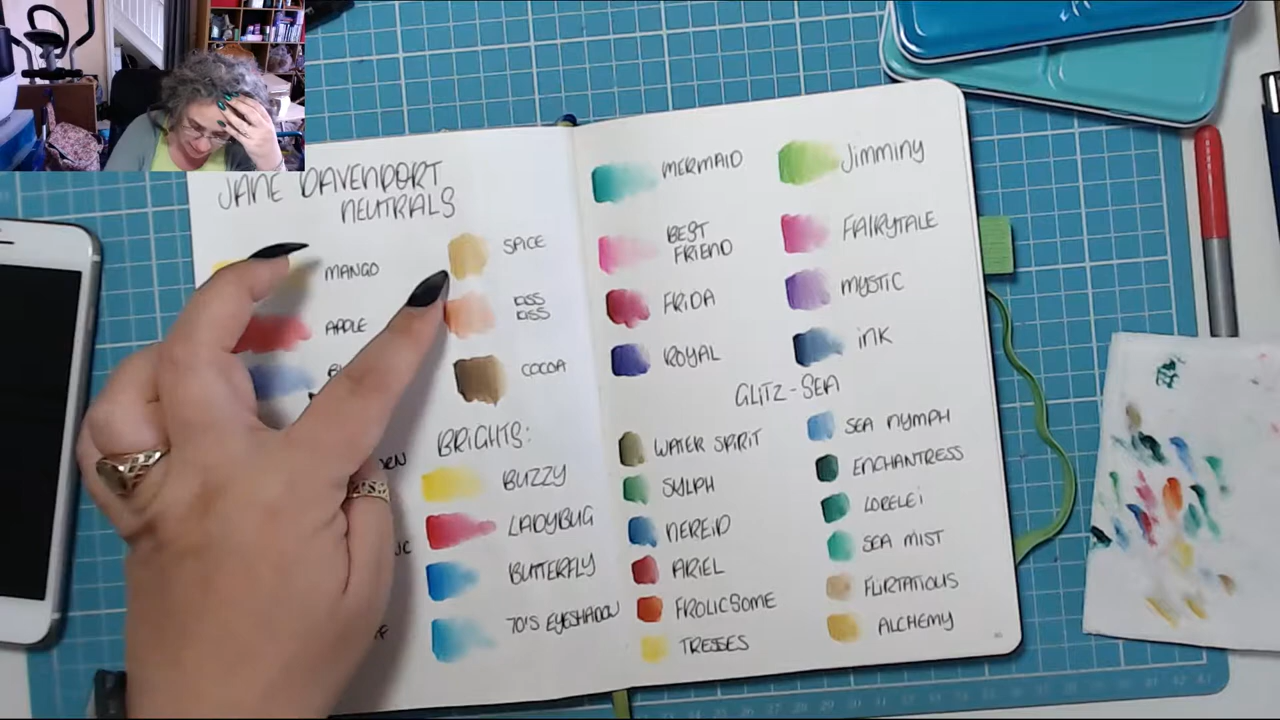 JANE DAVENPORT
NEUTRALS
MANGO
SPICE
APPLE
KISS
KISS
COCOA
BRIGHTS:
BUZZY
LADYBUG
BUTTERFLY
70'S EYESHADOW
MERMAID
JIMMINY
BEST
FRIEND
FAIRYTALE
FRIDA
MYSTIC
ROYAL
INK
GLITZ-SEA
WATER SPIRIT
SEA NYMPH
SYLPH
ENCHANTRESS
NEREID
LORELEI
ARIEL
SEA MIST
FROLICSOME
FLIRTATIOUS
TRESSES
ALCHEMY